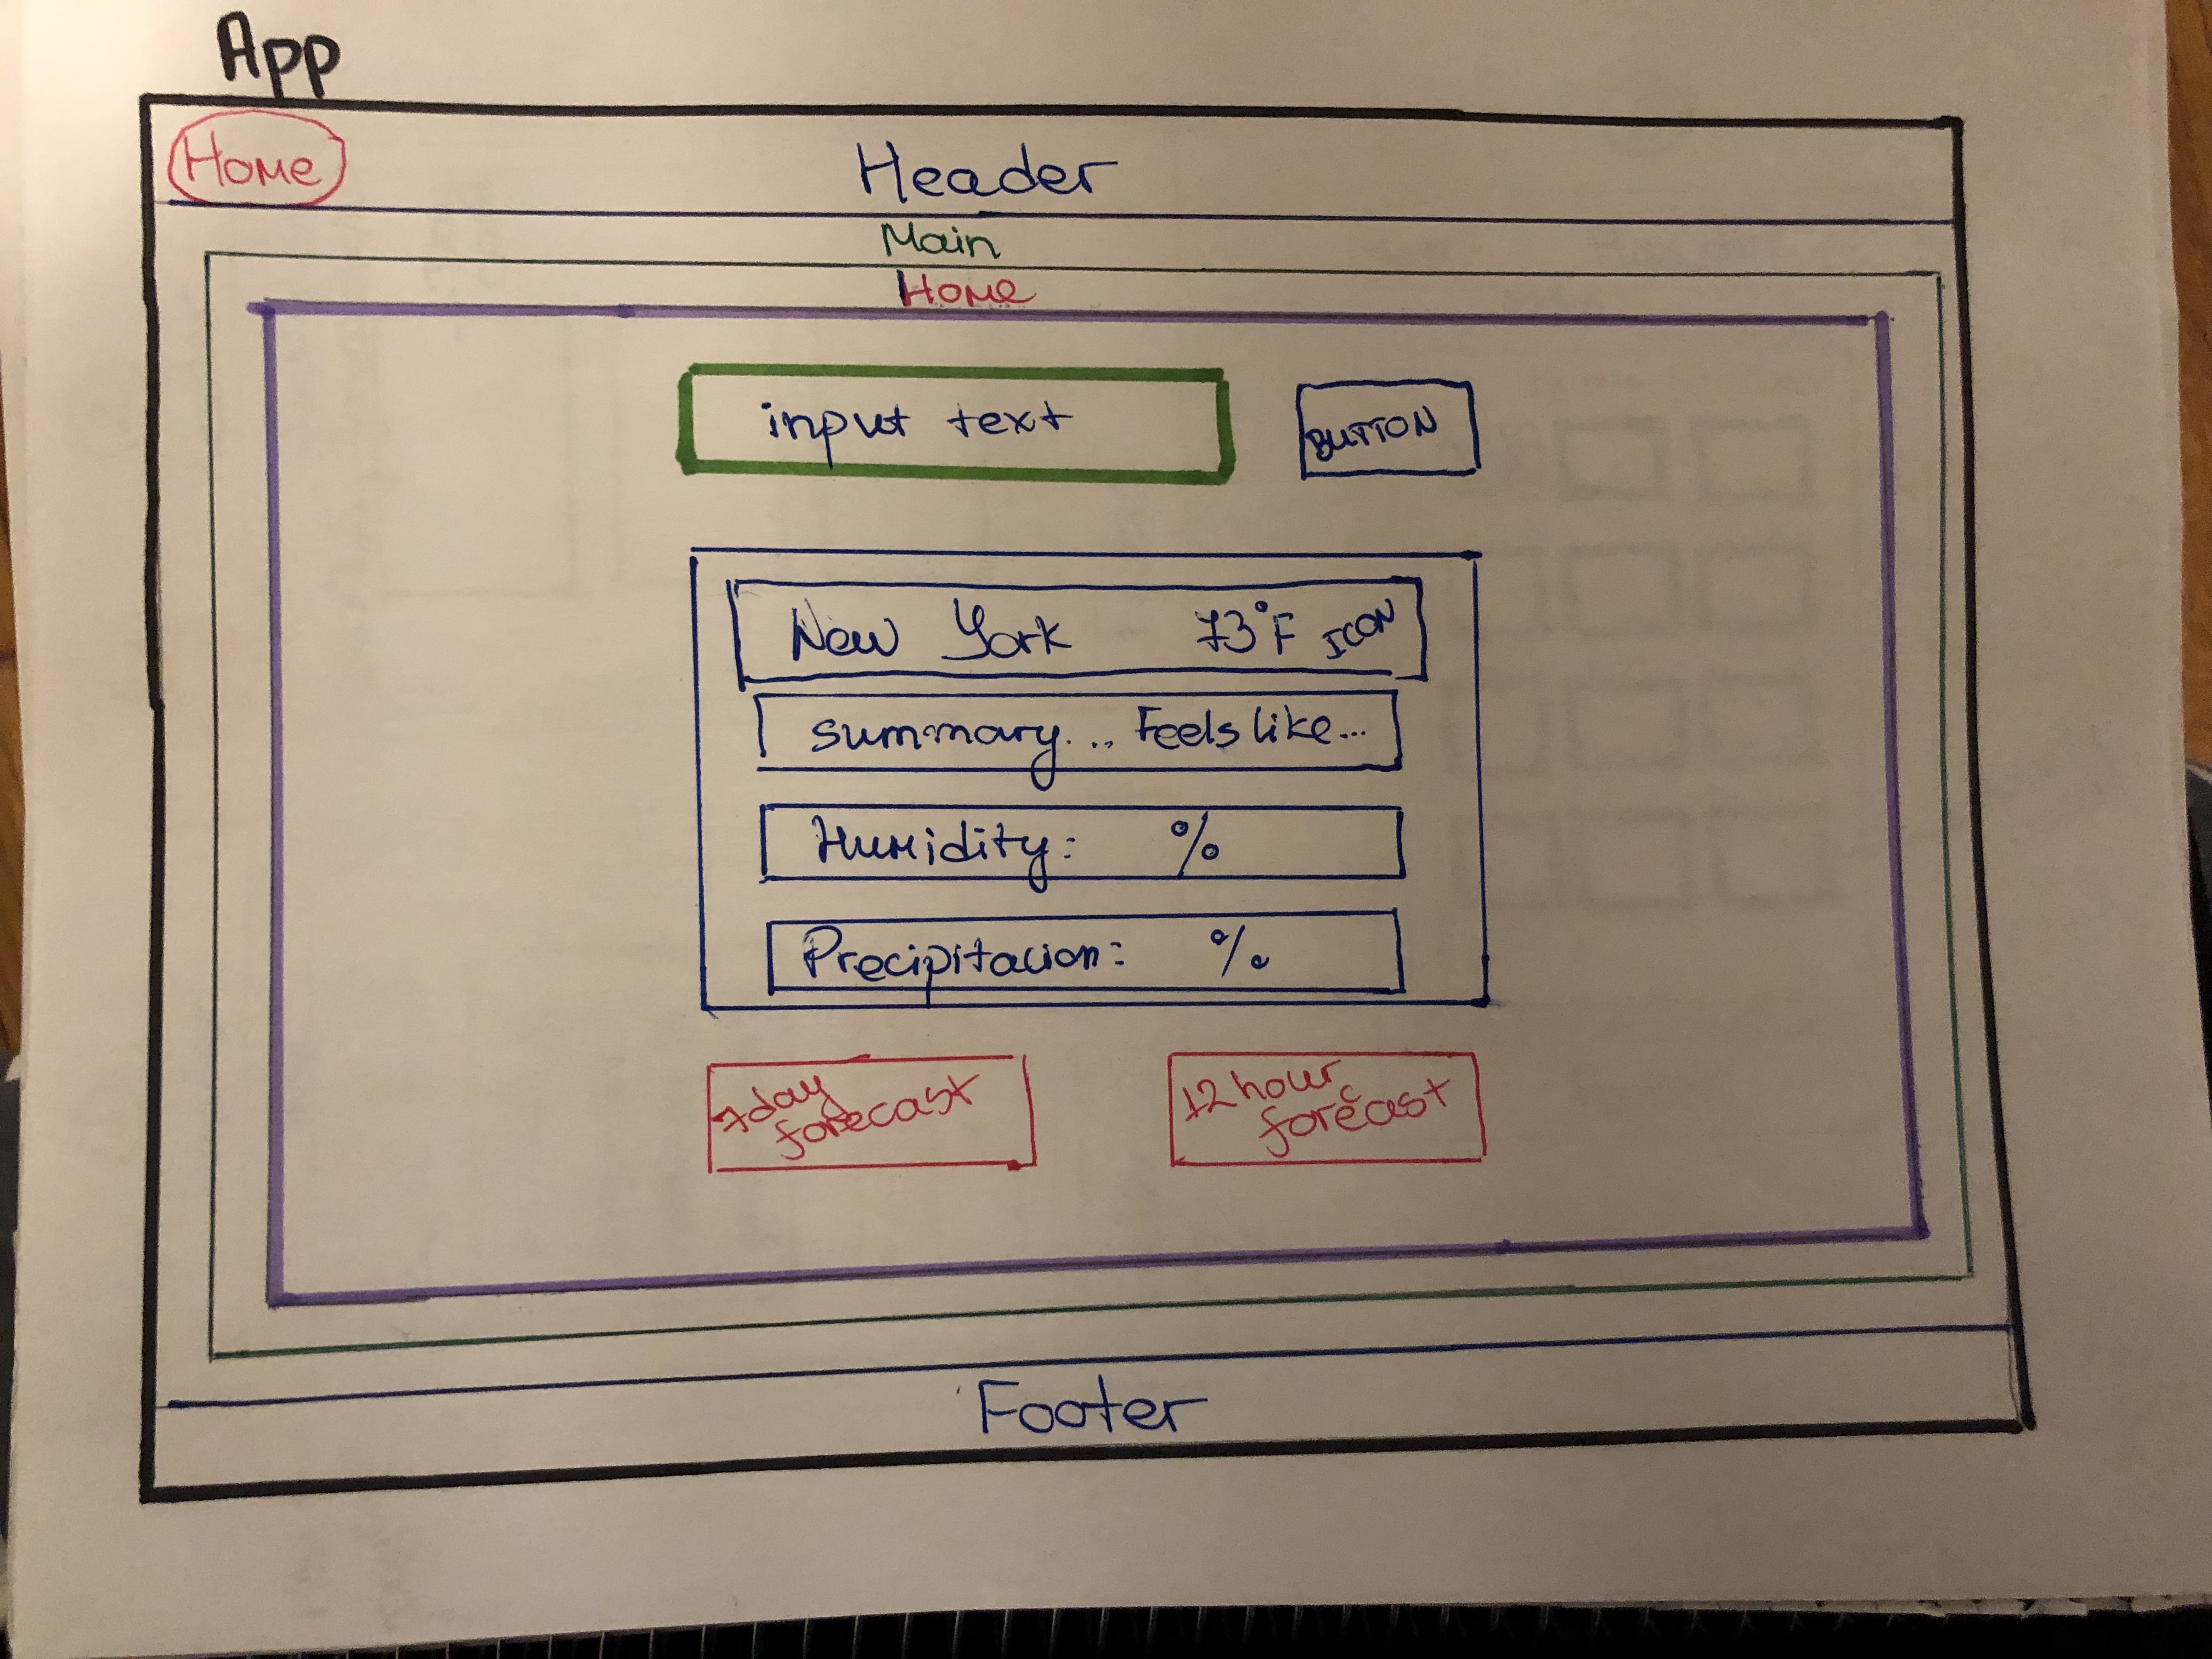 App
Home Header
Main
Home
input text BUTTON
New York 73°F ICON
summary... Feels like...
Humidity: %
Precipitacion: %
7day forecast
12 hour forecast
Footer